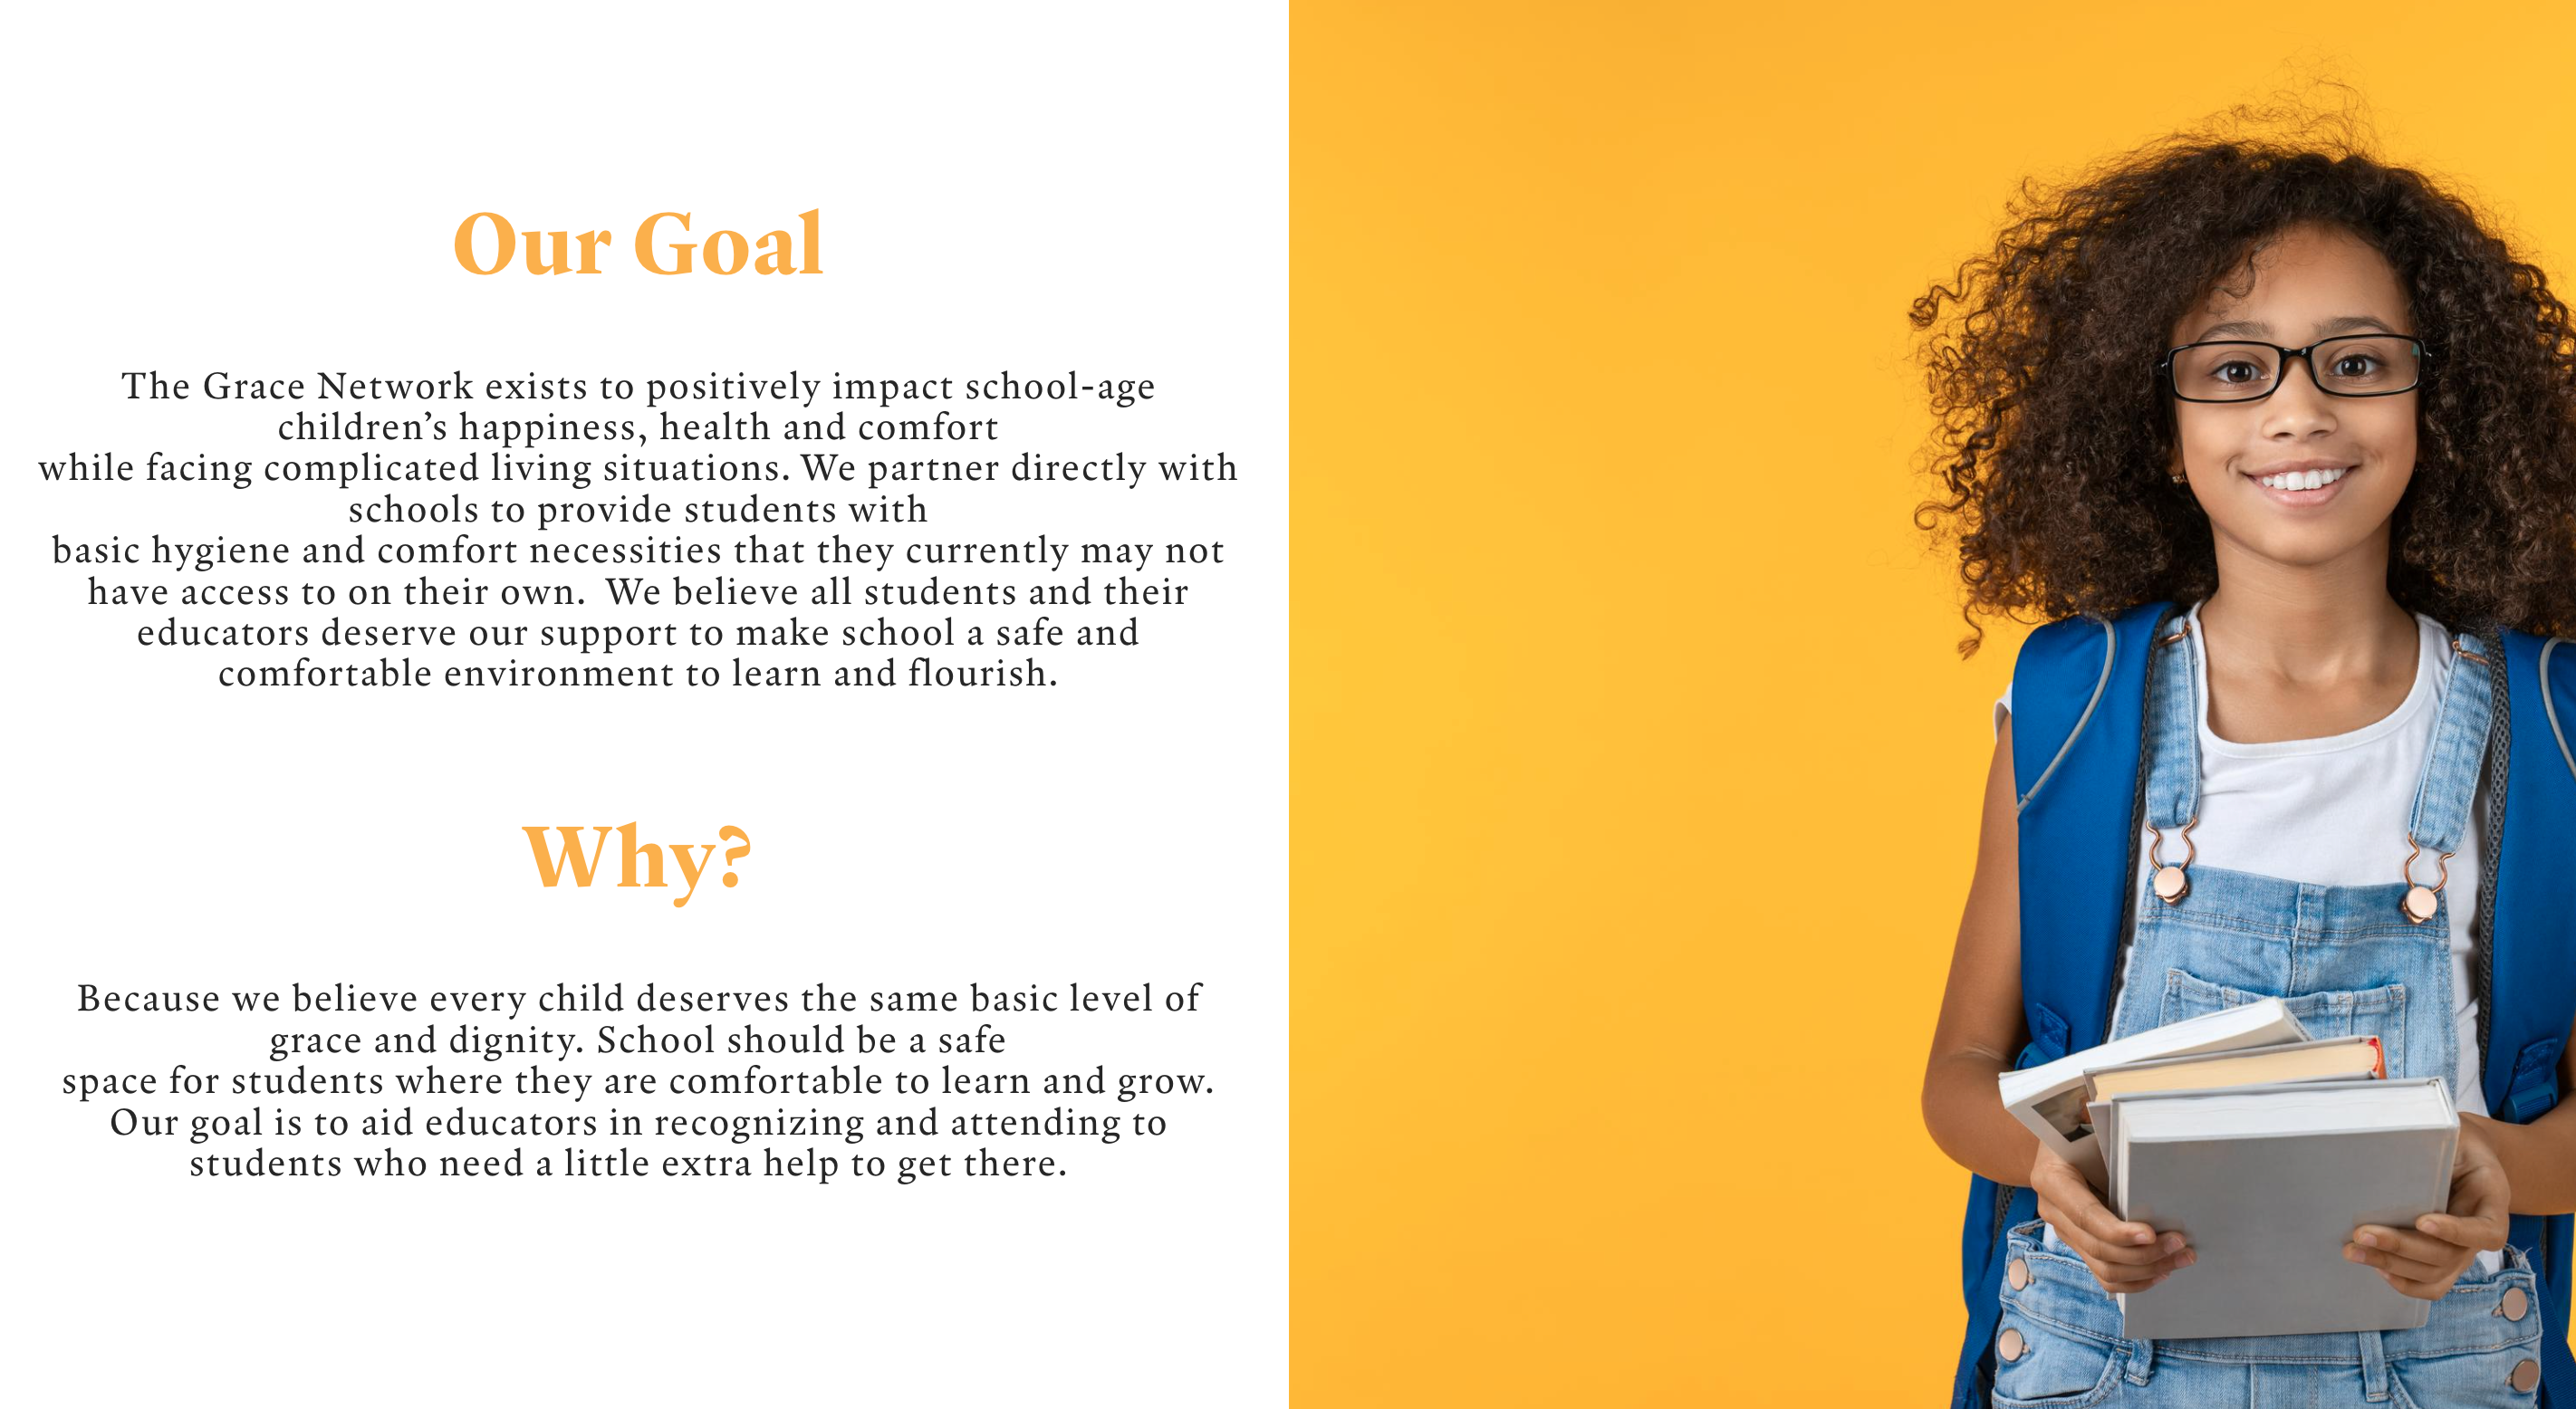 Our Goal
The Grace Network exists to positively impact school-age
children’s happiness, health and comfort
while facing complicated living situations. We partner directly with
schools to provide students with
basic hygiene and comfort necessities that they currently may not
have access to on their own.  We believe all students and their
educators deserve our support to make school a safe and
comfortable environment to learn and flourish.
Why?
Because we believe every child deserves the same basic level of
grace and dignity. School should be a safe
space for students where they are comfortable to learn and grow.
Our goal is to aid educators in recognizing and attending to
students who need a little extra help to get there.